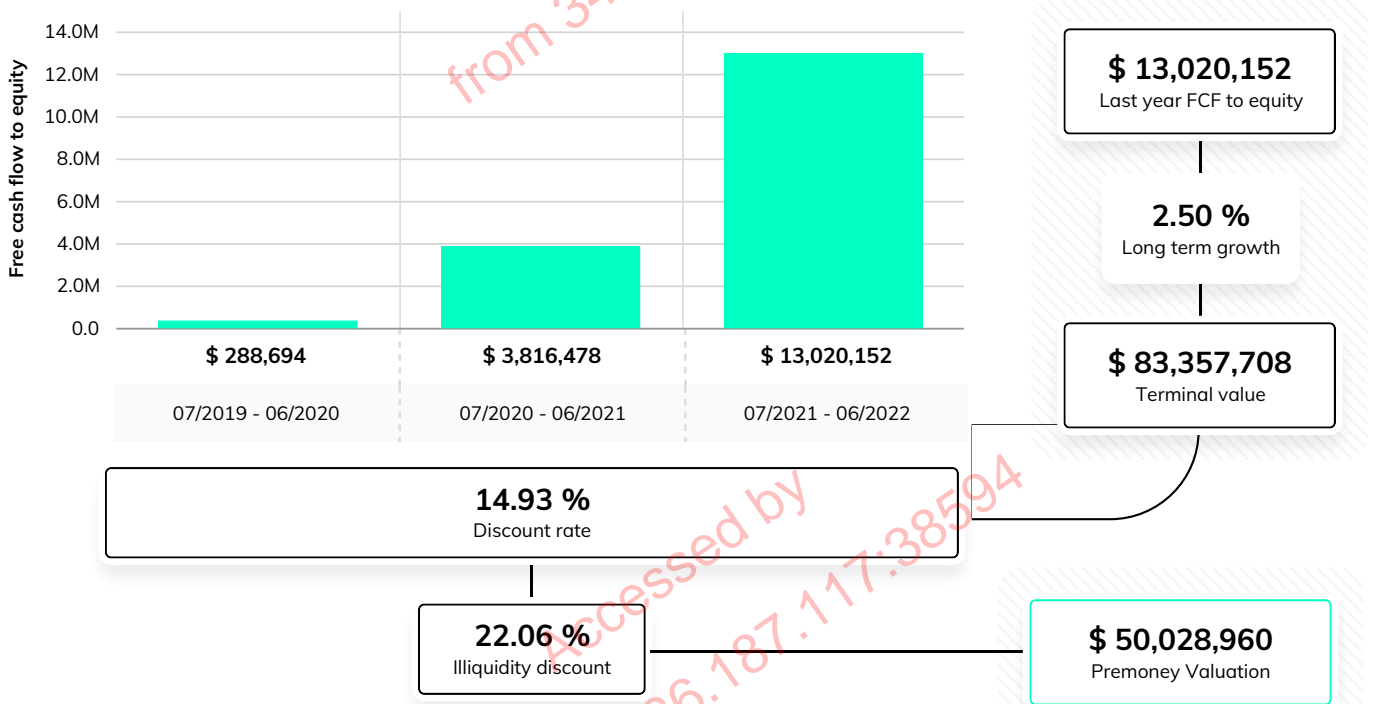 Free cash flow to equity
14.0M
12.0M
10.0M
8.0M
6.0M
4.0M
2.0M
0.0
$ 288,694
$ 3,816,478
$ 13,020,152
07/2019 - 06/2020
07/2020 - 06/2021
07/2021 - 06/2022
$ 13,020,152
Last year FCF to equity
2.50 %
Long term growth
$ 83,357,708
Terminal value
14.93 %
Discount rate
22.06 %
Illiquidity discount
$ 50,028,960
Premoney Valuation
from 34
Accessed by
36.187.117:38594